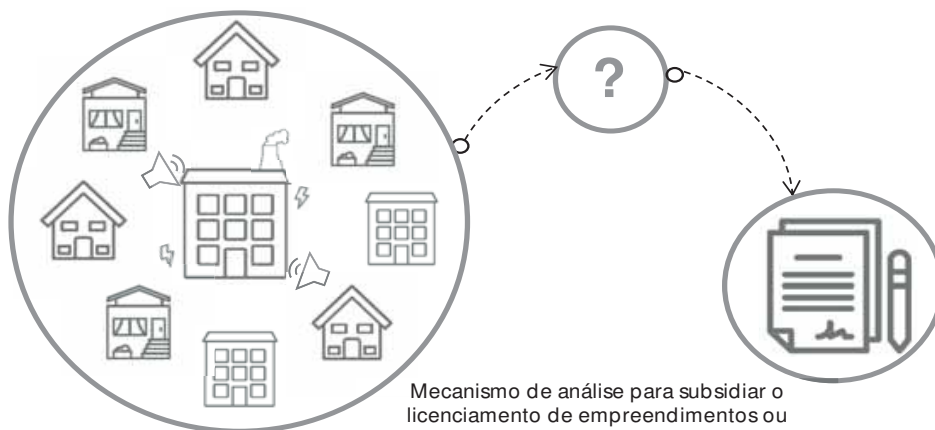 ?
Mecanismo de análise para subsidiar o
licenciamento de empreendimentos ou